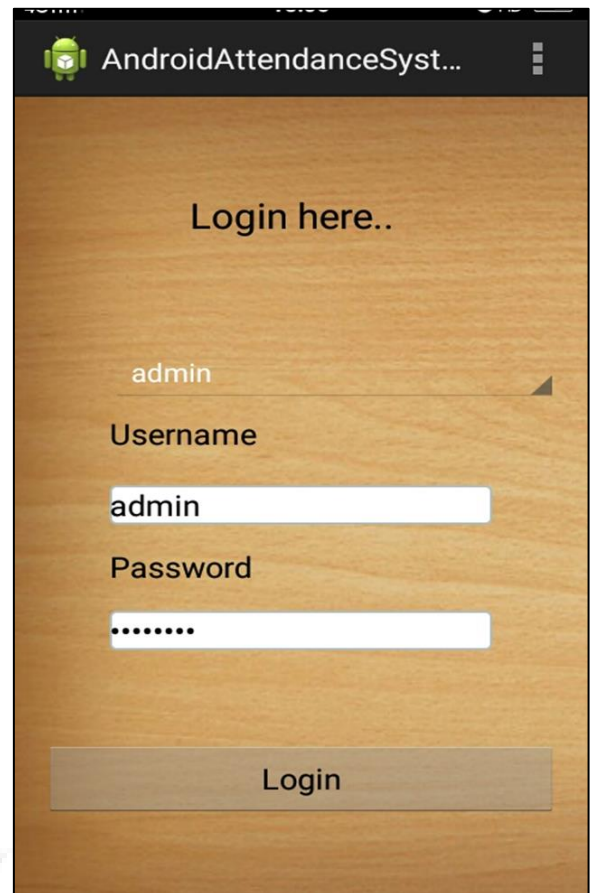 AndroidAttendanceSyst...
Login here..
admin
Username
admin
Password
••••••••
Login